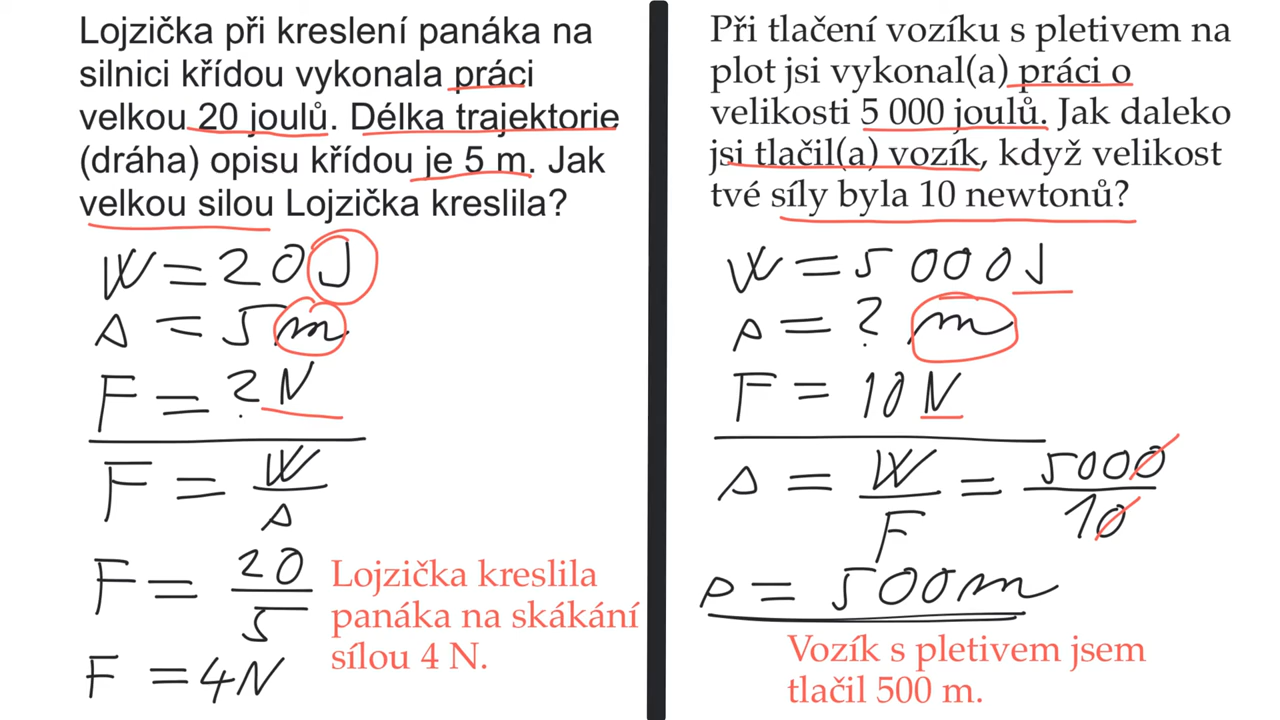 Lojzička při kreslení panáka na
silnici křídou vykonala práci
velkou 20 joulů. Délka trajektorie
(dráha) opisu křídou je 5 m. Jak
velkou silou Lojzička kreslila?
W = 20 J
s = 5 m
F = ? N
F = W/s
F = 20/5
F = 4N
Lojzička kreslila
panáka na skákání
sílou 4 N.
Při tlačení vozíku s pletivem na
plot jsi vykonal(a) práci o
velikosti 5 000 joulů. Jak daleko
jsi tlačil(a) vozík, když velikost
tvé síly byla 10 newtonů?
W = 5 000 J
s = ? m
F = 10 N
s = W/F = 5000/10
s = 500 m
Vozík s pletivem jsem
tlačil 500 m.